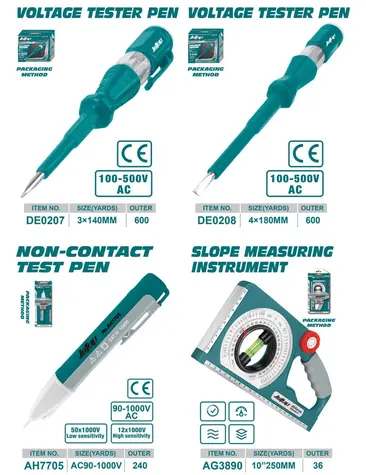 VOLTAGE TESTER PEN
PACKAGING
METHOD
CE
100-500V
AC
ITEM NO. SIZE(YARDS) OUTER
DE0207 3×140MM 600
VOLTAGE TESTER PEN
PACKAGING
METHOD
CE
100-500V
AC
ITEM NO. SIZE(YARDS) OUTER
DE0208 4×180MM 600
NON-CONTACT
TEST PEN
PACKAGING
METHOD
CE
90-1000V
AC
50x1000V
Low sensitivity
12x1000V
High sensitivity
ITEM NO. SIZE(YARDS) OUTER
AH7705 AC90-1000V 240
SLOPE MEASURING
INSTRUMENT
PACKAGING
METHOD
ITEM NO. SIZE(YARDS) OUTER
AG3890 10"250MM